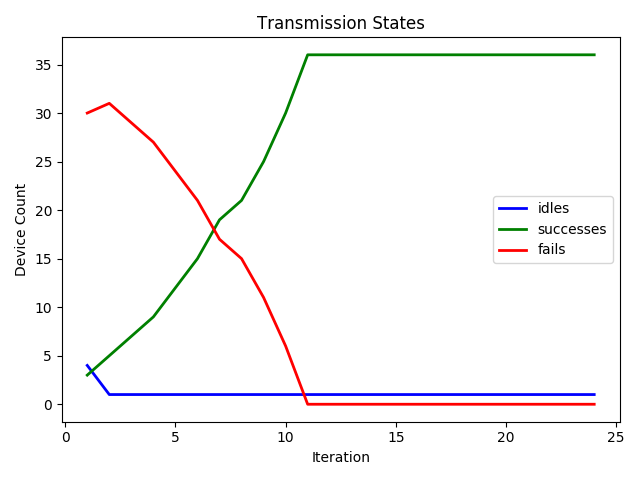 Transmission States
Device Count
35
30
25
20
15
10
5
0
idles
successes
fails
0 5 10 15 20 25
Iteration